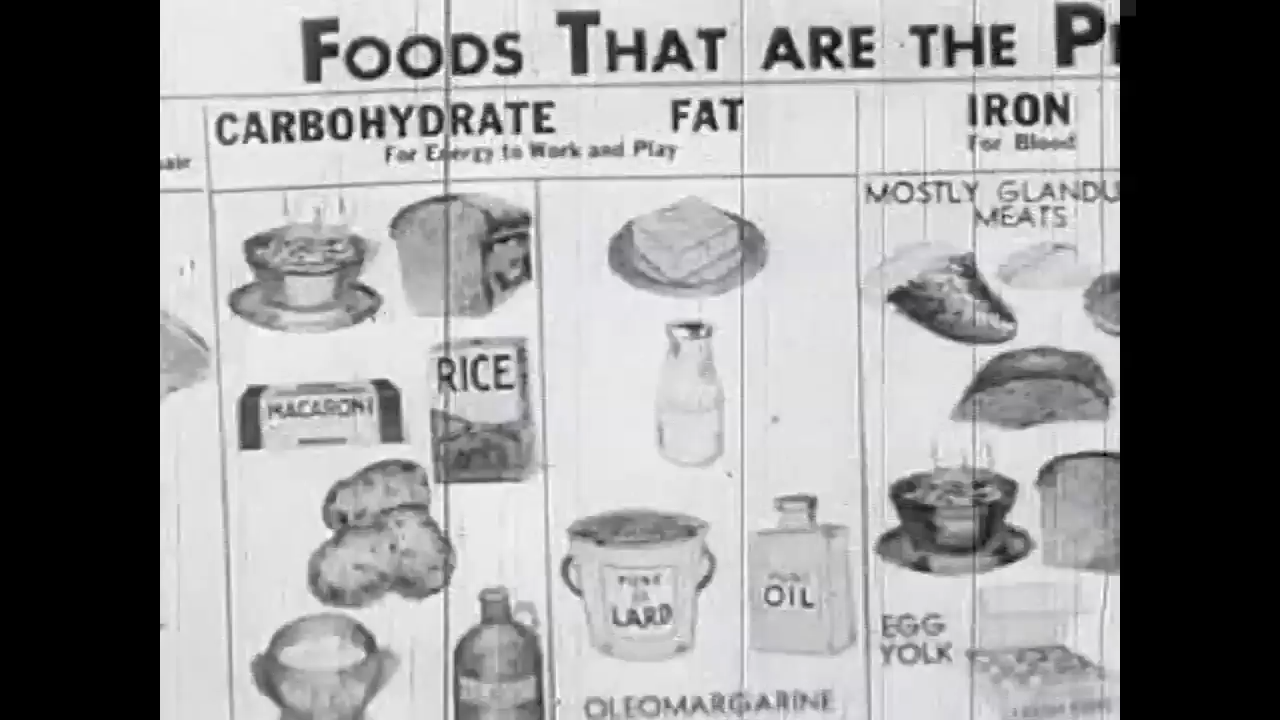 FOODS THAT ARE THE P
CARBOHYDRATE
FAT
For Energy to Work and Play
IRON
For Blood
MOSTLY GLANDU
MEATS
RICE
MACARONI
PURE
LARD
OIL
EGG
YOLK
OLEOMARGARINE